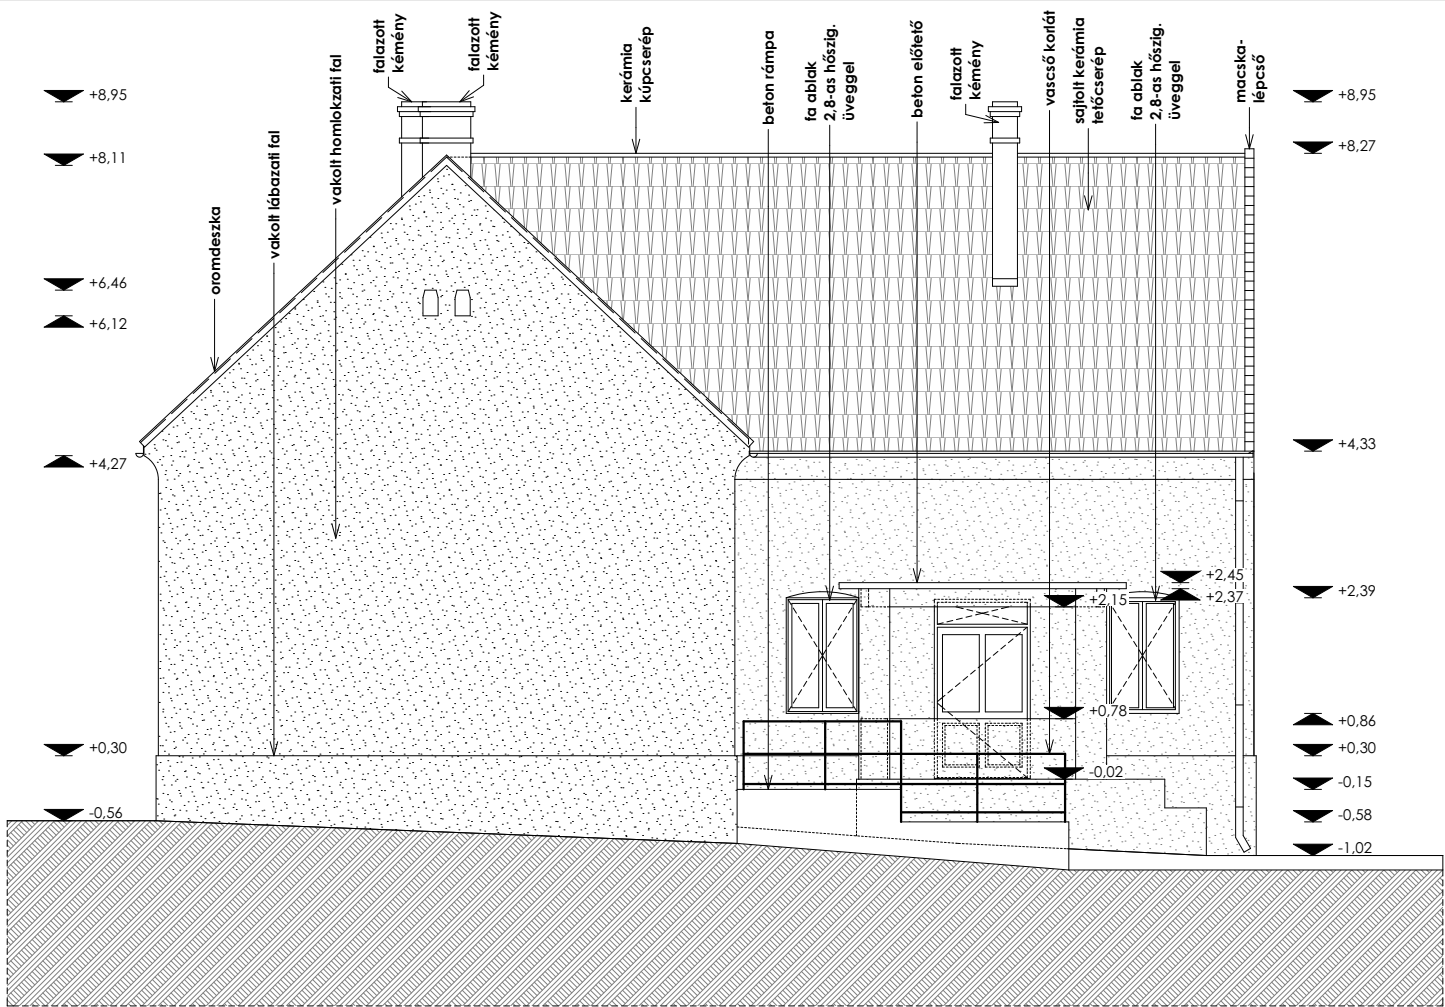 falazott
kémény
falazott
kémény
kerámia
kúpcserép
vakolt homlokzati fal
vakolt lábazati fal
oromdeszka
beton rámpa
fa ablak
2,8-as hőszig.
üveggel
beton előtető
falazott
kémény
vascső korlát
sajtolt kerámia
tetőcserép
fa ablak
2,8-as hőszig.
üveggel
macska-
lépcső
+8,95
+8,11
+6,46
+6,12
+4,27
+0,30
-0,56
+2,45
+2,37
+2,15
+0,78
-0,02
+8,95
+8,27
+4,33
+2,39
+0,86
+0,30
-0,15
-0,58
-1,02